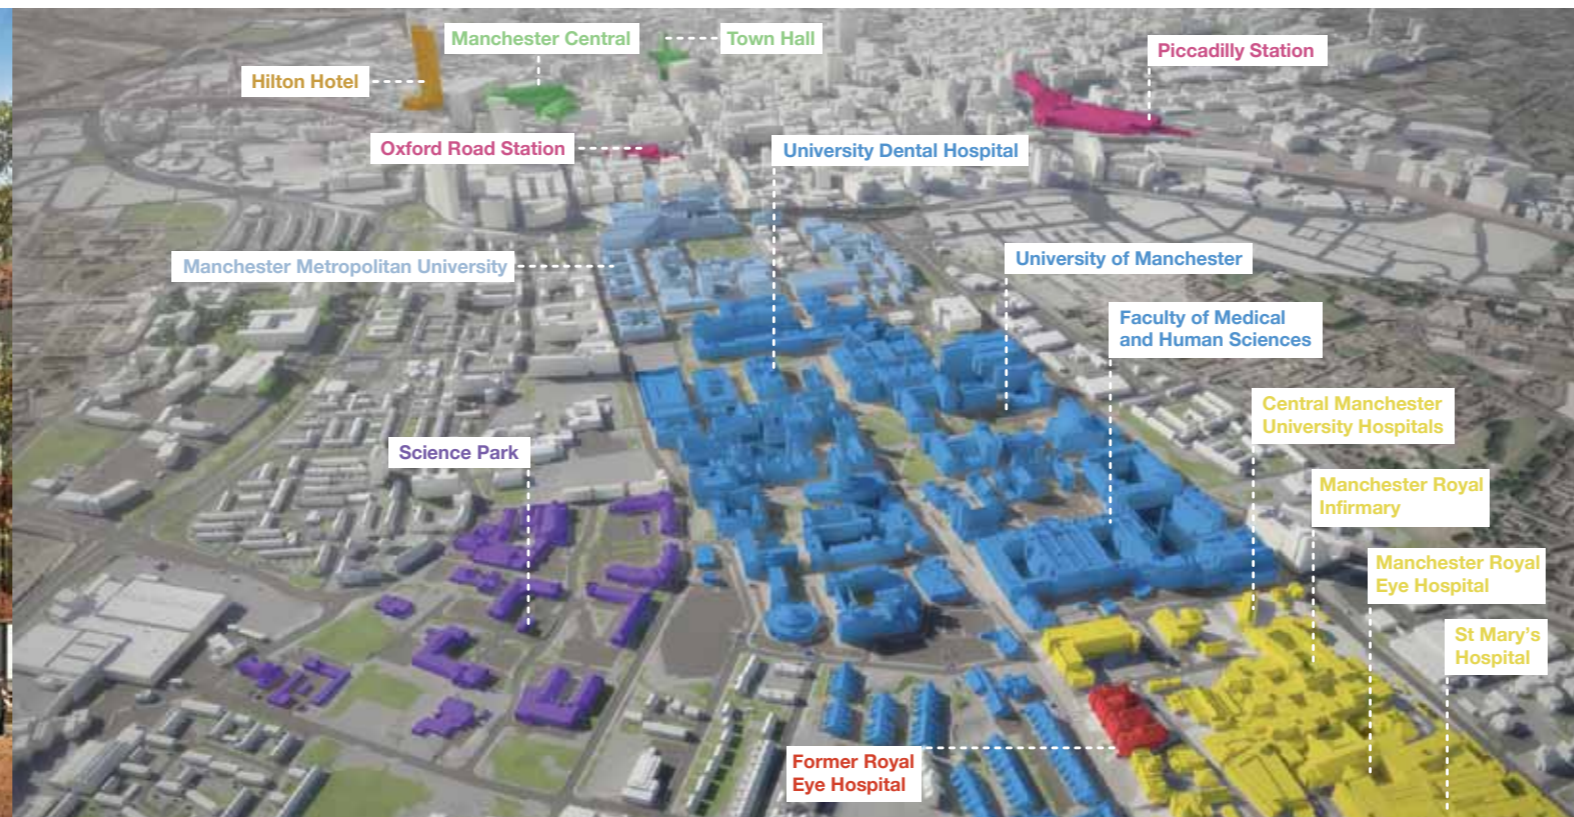 Manchester Central
Town Hall
Piccadilly Station
Hilton Hotel
Oxford Road Station
University Dental Hospital
Manchester Metropolitan University
University of Manchester
Faculty of Medical
and Human Sciences
Central Manchester
University Hospitals
Science Park
Manchester Royal
Infirmary
Manchester Royal
Eye Hospital
St Mary's
Hospital
Former Royal
Eye Hospital